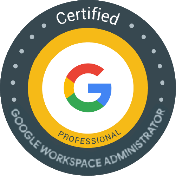 Certified
PROFESSIONAL
GOOGLE WORKSPACE ADMINISTRATOR